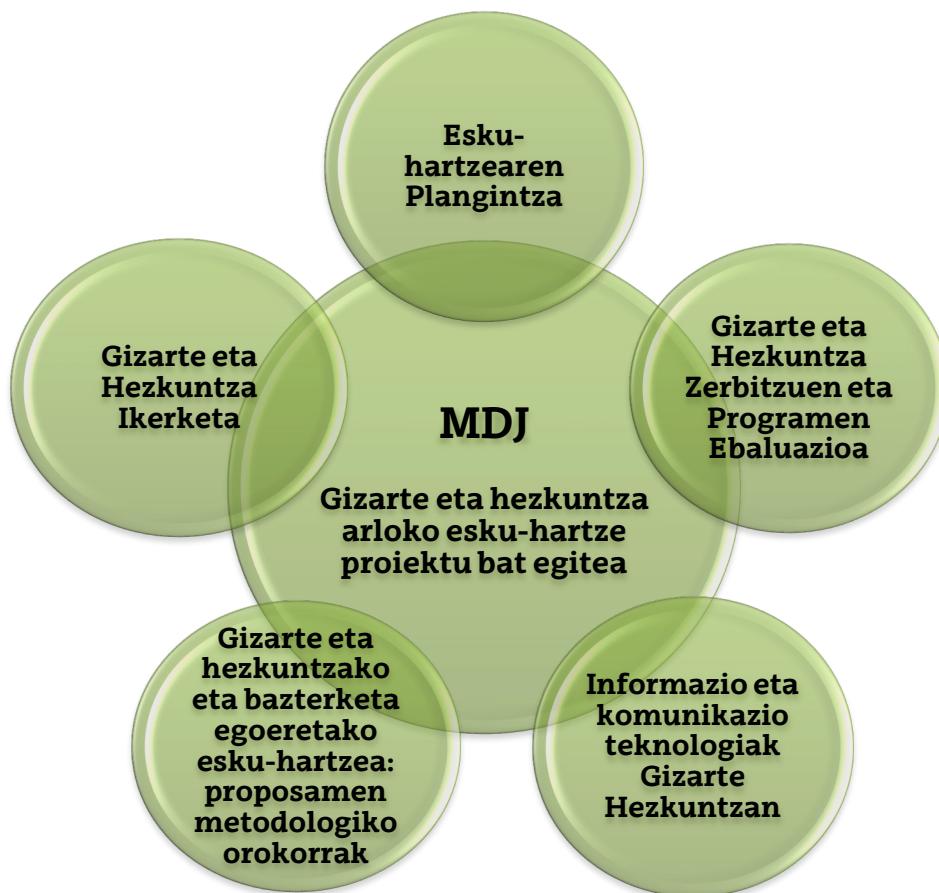 Esku-
hartzearen
Plangintza
Gizarte eta
Hezkuntza
Ikerketa
Gizarte eta
Hezkuntza
Zerbitzuen eta
Programen
Ebaluazioa
MDJ
Gizarte eta hezkuntza
arloko esku-hartze
proiektu bat egitea
Gizarte eta
hezkuntzako
eta bazterketa
egoeretako
esku-hartzea:
proposamen
metodologiko
orokorrak
Informazio eta
komunikazio
teknologiak
Gizarte
Hezkuntzan